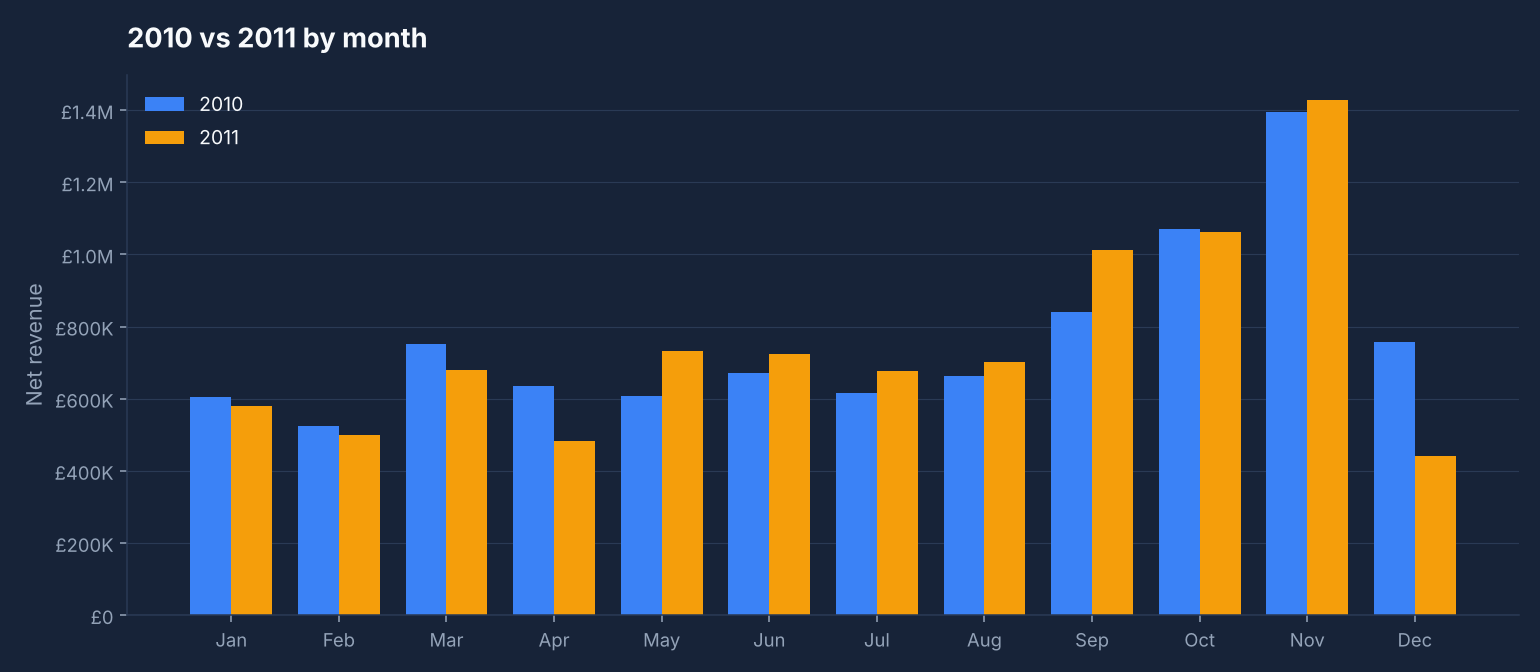 2010 vs 2011 by month
2010
2011
£1.4M
£1.2M
£1.0M
£800K
£600K
£400K
£200K
£0
Net revenue
Jan Feb Mar Apr May Jun Jul Aug Sep Oct Nov Dec